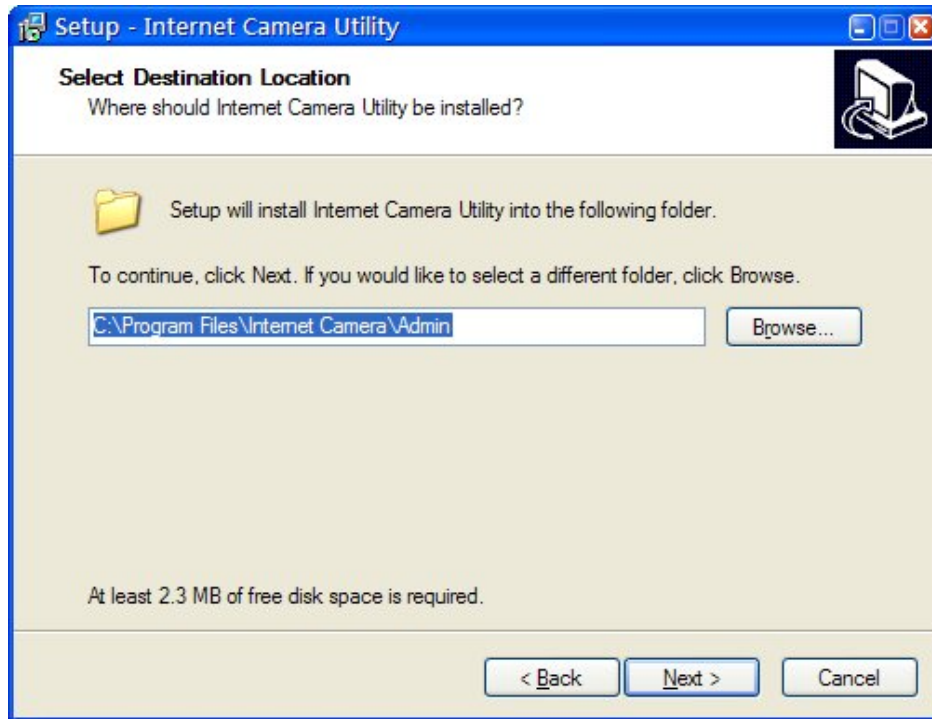 Setup - Internet Camera Utility
Select Destination Location
Where should Internet Camera Utility be installed?
Setup will install Internet Camera Utility into the following folder.
To continue, click Next. If you would like to select a different folder, click Browse.
C:\Program Files\Internet Camera\Admin
Browse...
At least 2.3 MB of free disk space is required.
< Back
Next >
Cancel